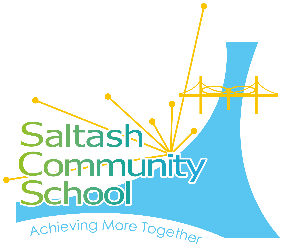 Saltash
Community
School
Achieving More Together